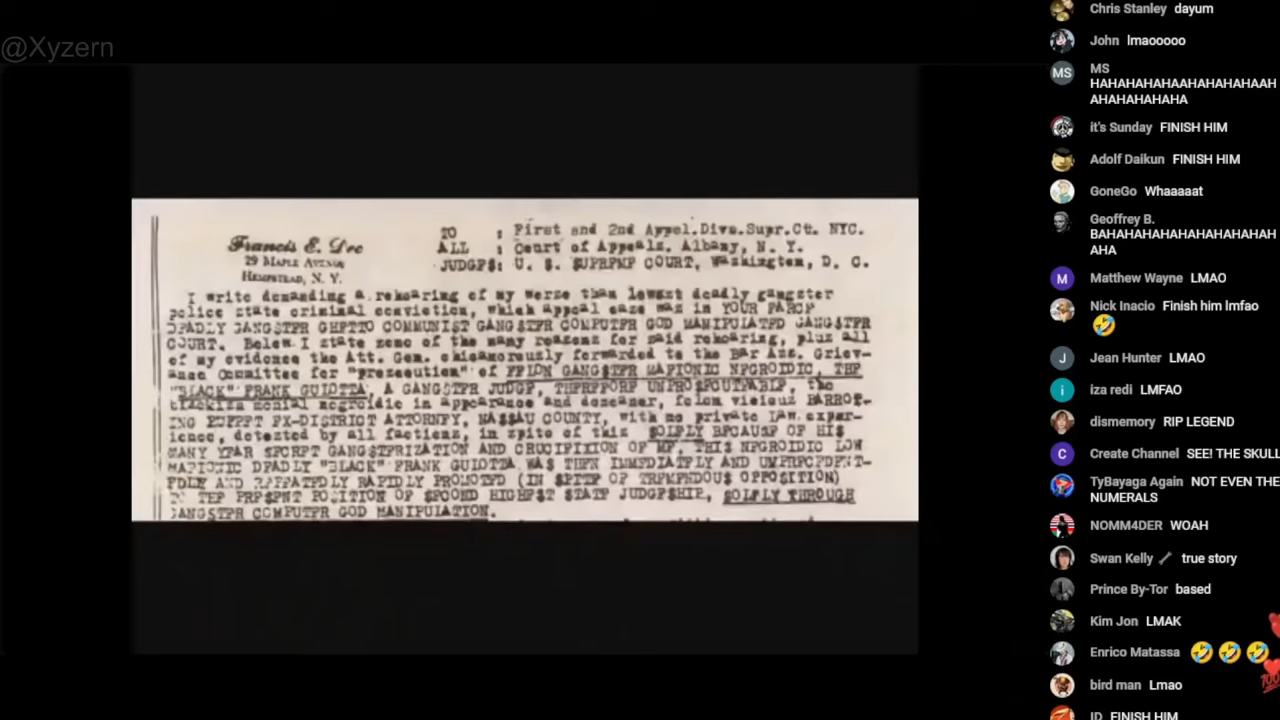 @Xyzern
Francis E. Dec
29 Maple Avenue
Hempstead, N. Y.
TO : First and 2nd Appel.Divs.Supr.Ct. NYC.
ALL : Court of Appeals. Albany, N. Y.
JUDGES: U. S. SUPREME COURT, Washington, D. C.
I write demanding a rehearing of my worse than lowest deadly gangster
police state criminal conviction, which appeal case was in YOUR
DEADLY GANGSTER GHETTO COMMUNIST GANGSTER COMPUTER GOD MANIPULATED GANGSTER
COURT. Below I state some of the many reasons for said rehearing, plus all
of my evidence the Att. Gen. forwarded to the Bar Ass. Griev-
ance Committee for "prosecution" of FELON GANGSTER MAFIONIC NEGROIDIC, THE
"BLACK" FRANK GUIDTTA, A GANGSTER JUDGE, THEREFORE UNPROSECUTEABLE, the
menial negroidic in appearance and demeanor, felon vicious PARROT-
ING PUPPET EX-DISTRICT ATTORNEY, NASSAU COUNTY, with no private Law exper-
ience, detested by all factions, in spite of this SOLELY BECAUSE OF HIS
MANY YEAR SECRET GANGSTERIZATION AND CRUCIFIXION OF ME, THIS NEGROIDIC LOW
MAFIONIC DEADLY "BLACK" FRANK GUIDTTA WAS THEN IMMEDIATELY AND UNPRECEDENT-
EDLY AND REPEATEDLY RAPIDLY PROMOTED (IN SPITE OF TREMENDOUS OPPOSITION)
TO THE PRESENT POSITION OF SECOND HIGHEST STATE JUDGESHIP, SOLELY THROUGH
GANGSTER COMPUTER GOD MANIPULATION.
Chris Stanley dayum
John lmaooooo
MS
HAHAHAHAHAAHAHAHAHAAH
AHAHAHAHAHA
it's Sunday FINISH HIM
Adolf Daikun FINISH HIM
GoneGo Whaaaaat
Geoffrey B.
BAHAHAHAHAHAHAHAHAHAH
AHA
Matthew Wayne LMAO
Nick Inacio Finish him lmfao
🤣
J Jean Hunter LMAO
iza redi LMFAO
dismemory RIP LEGEND
C Create Channel SEE! THE SKULL
TyBayaga Again NOT EVEN THE
NUMERALS
NOMM4DER WOAH
Swan Kelly true story
Prince By-Tor based
Kim Jon LMAK
Enrico Matassa 🤣 🤣 🤣
bird man Lmao
FINISH HIM